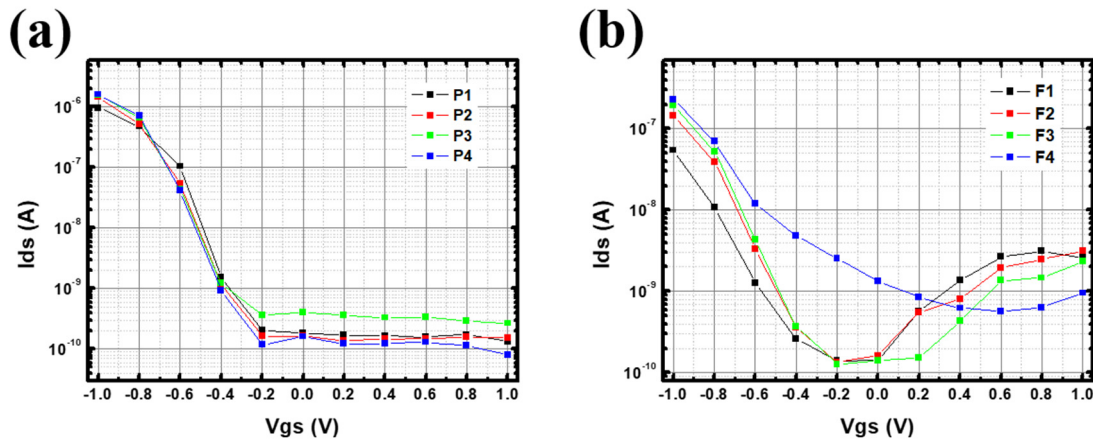 (a)
Ids (A)
10⁻⁶
10⁻⁷
10⁻⁸
10⁻⁹
10⁻¹⁰
P1
P2
P3
P4
-1.0 -0.8 -0.6 -0.4 -0.2 0.0 0.2 0.4 0.6 0.8 1.0
Vgs (V)
(b)
Ids (A)
10⁻⁷
10⁻⁸
10⁻⁹
10⁻¹⁰
F1
F2
F3
F4
-1.0 -0.8 -0.6 -0.4 -0.2 0.0 0.2 0.4 0.6 0.8 1.0
Vgs (V)